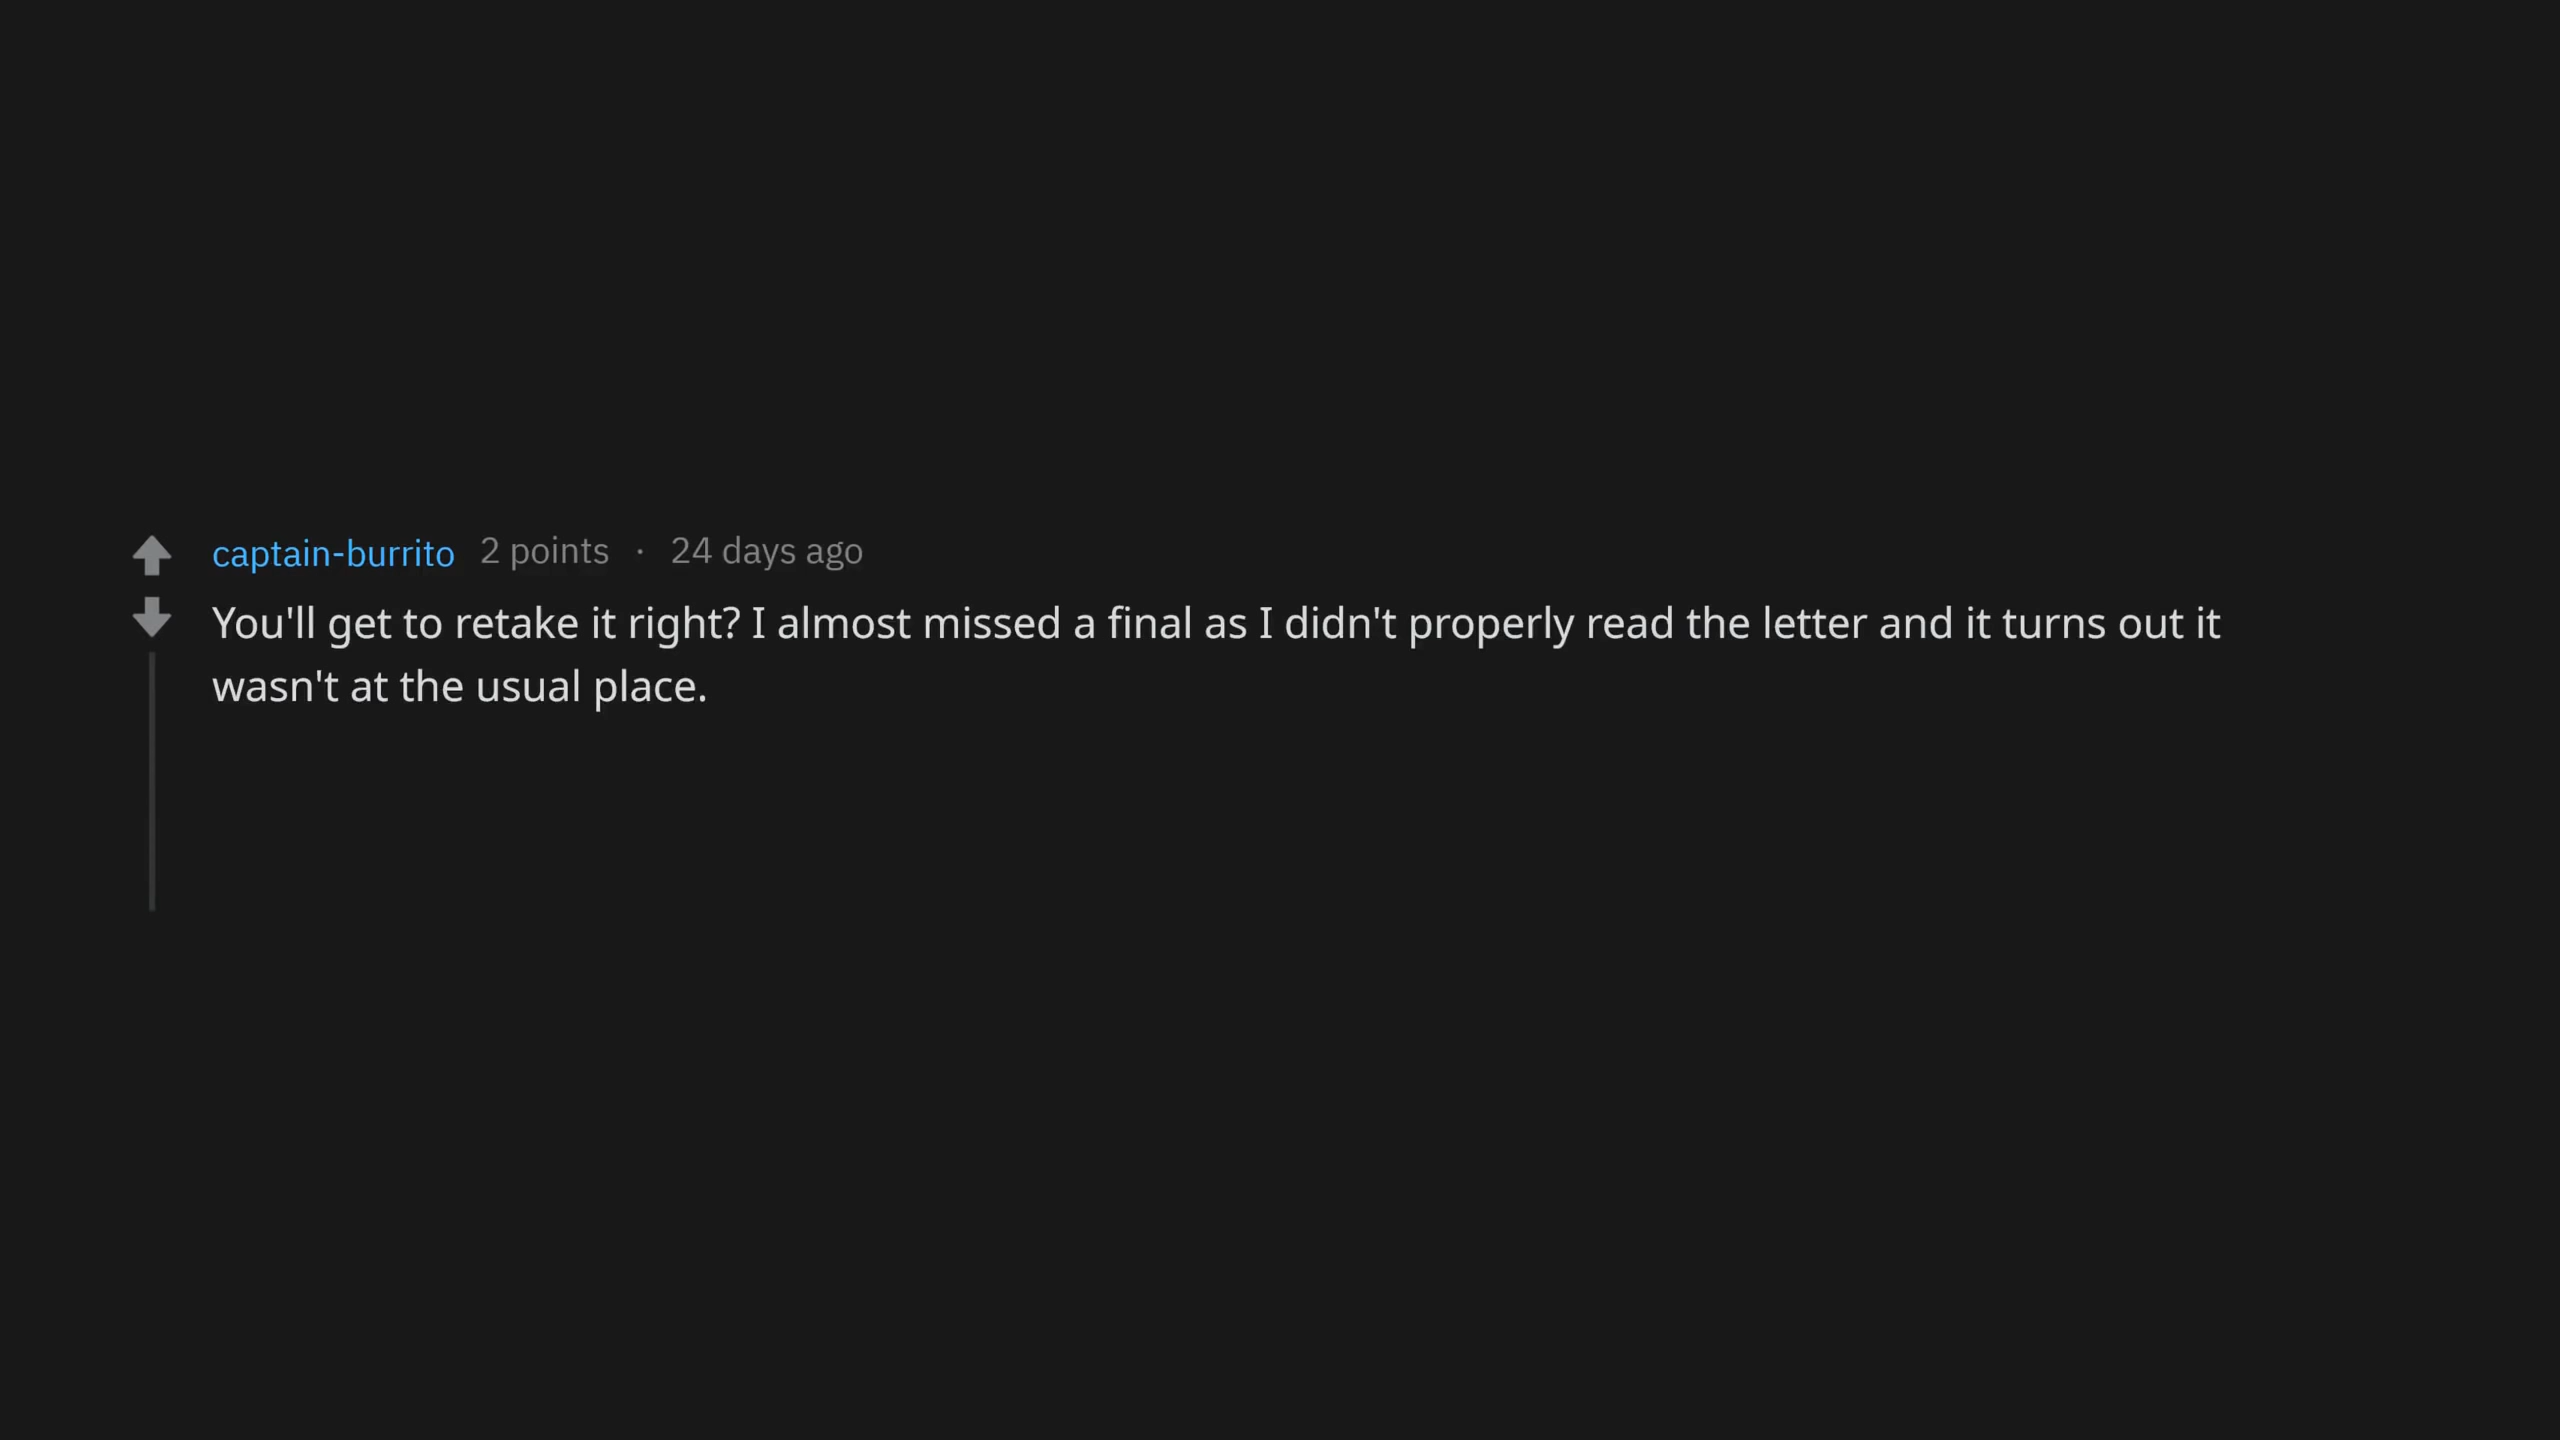 captain-burrito 2 points · 24 days ago
You'll get to retake it right? I almost missed a final as I didn't properly read the letter and it turns out it
wasn't at the usual place.